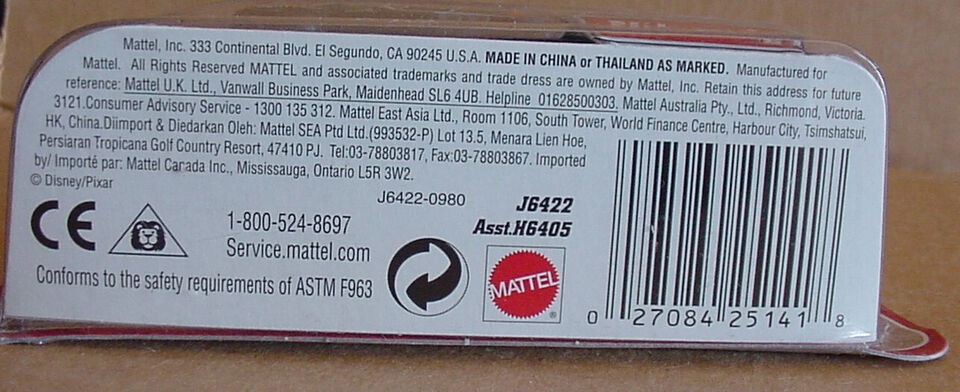 Mattel, Inc. 333 Continental Blvd. El Segundo, CA 90245 U.S.A. MADE IN CHINA or THAILAND AS MARKED. Manufactured for
Mattel. All Rights Reserved MATTEL and associated trademarks and trade dress are owned by Mattel, Inc. Retain this address for future
reference: Mattel U.K. Ltd., Vanwall Business Park, Maidenhead SL6 4UB. Helpline 01628500303. Mattel Australia Pty., Ltd., Richmond, Victoria.
3121.Consumer Advisory Service - 1300 135 312. Mattel East Asia Ltd., Room 1106, South Tower, World Finance Centre, Harbour City, Tsimshatsui,
HK, China.Diimport & Diedarkan Oleh: Mattel SEA Ptd Ltd.(993532-P) Lot 13.5, Menara Lien Hoe,
Persiaran Tropicana Golf Country Resort, 47410 PJ. Tel:03-78803817, Fax:03-78803867. Imported
by/ Importé par: Mattel Canada Inc., Mississauga, Ontario L5R 3W2.
© Disney/Pixar
J6422-0980
J6422
Asst.H6405
CE
1-800-524-8697
Service.mattel.com
Conforms to the safety requirements of ASTM F963
MATTEL®
0 27084 25141 8